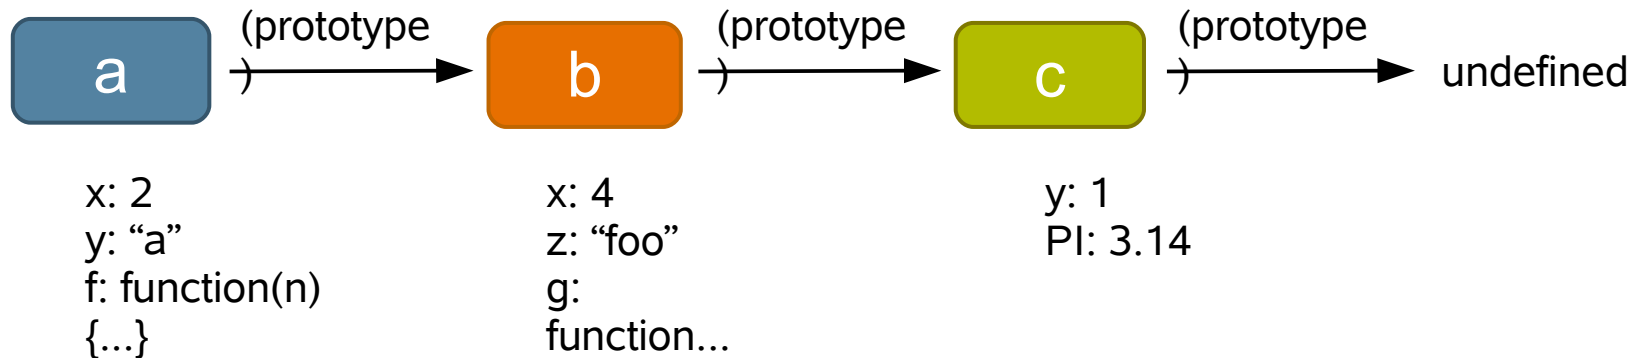 a
(prototype
)
b
(prototype
)
c
(prototype
)
undefined
x: 2
y: “a”
f: function(n)
{...}
x: 4
z: “foo”
g:
function...
y: 1
PI: 3.14